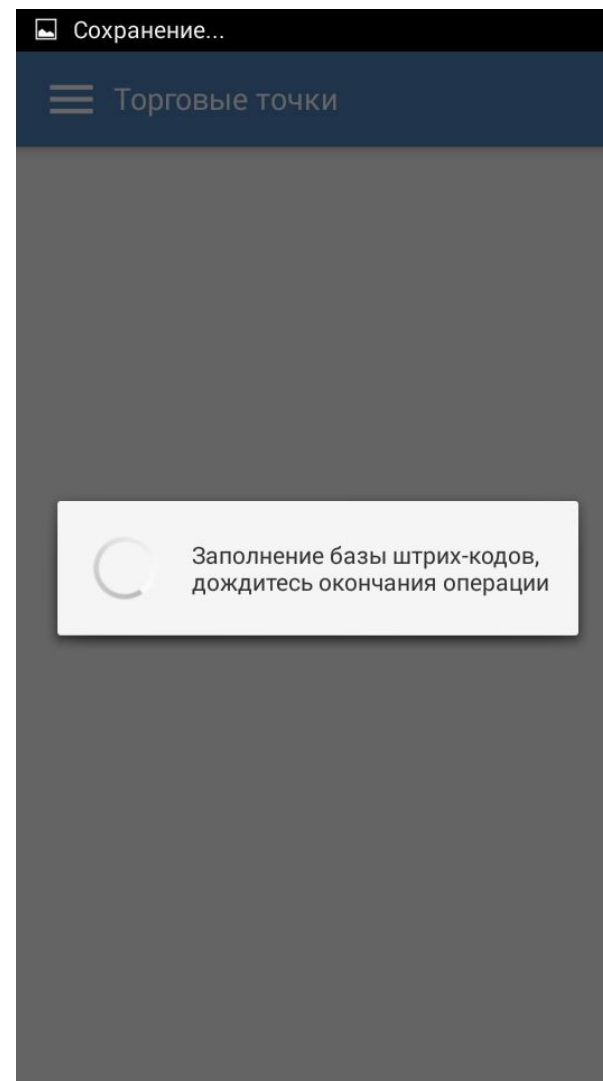 Сохранение...
Торговые точки
Заполнение базы штрих-кодов,
дождитесь окончания операции